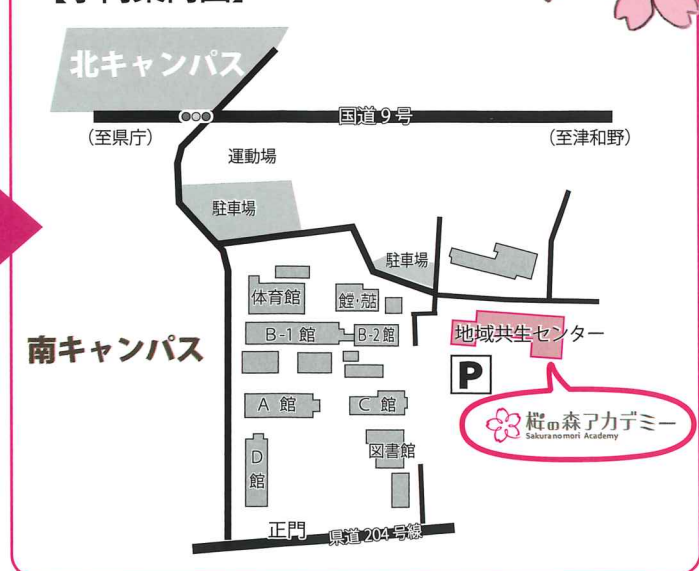 北キャンパス
国道9号
(至県庁)
(至津和野)
運動場
駐車場
駐車場
体育館
B-1 館
B-2館
地域共生センター
南キャンパス
P
A 館
C 館
桜の森アカデミー
Sakuranomori Academy
D
館
図書館
正門
県道204号線